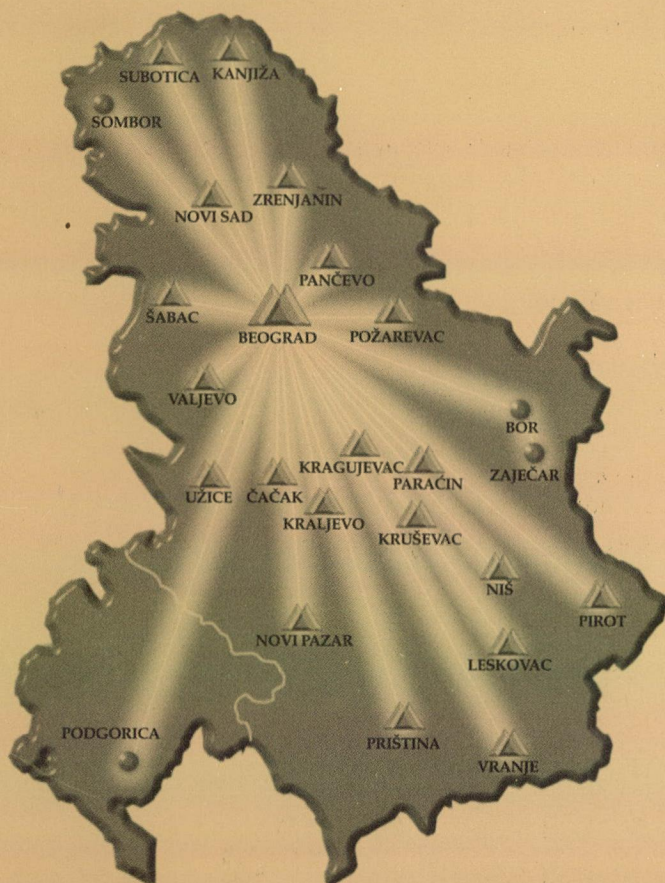 SUBOTICA
KANJIŽA
SOMBOR
ZRENJANIN
NOVI SAD
PANČEVO
ŠABAC
BEOGRAD
POŽAREVAC
VALJEVO
BOR
KRAGUJEVAC
ZAJEČAR
PARAĆIN
UŽICE
ČAČAK
KRALJEVO
KRUŠEVAC
NIŠ
PIROT
NOVI PAZAR
LESKOVAC
PODGORICA
PRIŠTINA
VRANJE